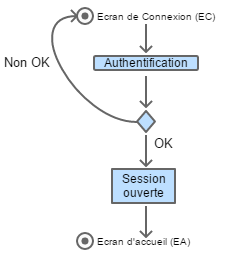 Ecran de Connexion (EC)
Non OK
Authentification
OK
Session
ouverte
Ecran d'accueil (EA)